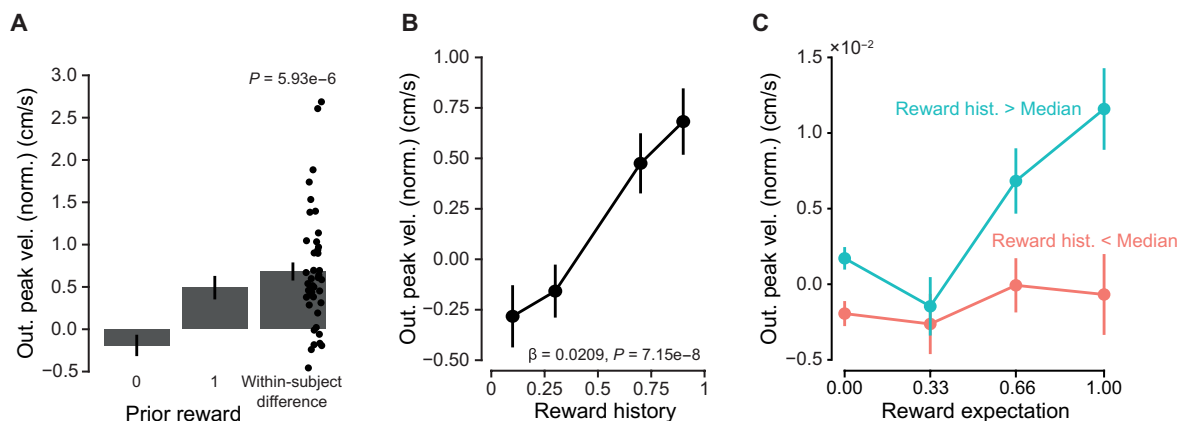 A
Out. peak vel. (norm.) (cm/s)
3.0
2.5
2.0
1.5
1.0
0.5
0.0
−0.5
P = 5.93e−6
0
1
Within-subject
difference
Prior reward
B
Out. peak vel. (norm.) (cm/s)
1.00
0.75
0.50
0.25
0.00
−0.25
−0.50
β = 0.0209, P = 7.15e−8
0
0.25
0.5
0.75
1
Reward history
C
×10⁻²
Out. peak vel. (norm.) (cm/s)
1.5
1.0
0.5
0.0
−0.5
Reward hist. > Median
Reward hist. < Median
0.00
0.33
0.66
1.00
Reward expectation